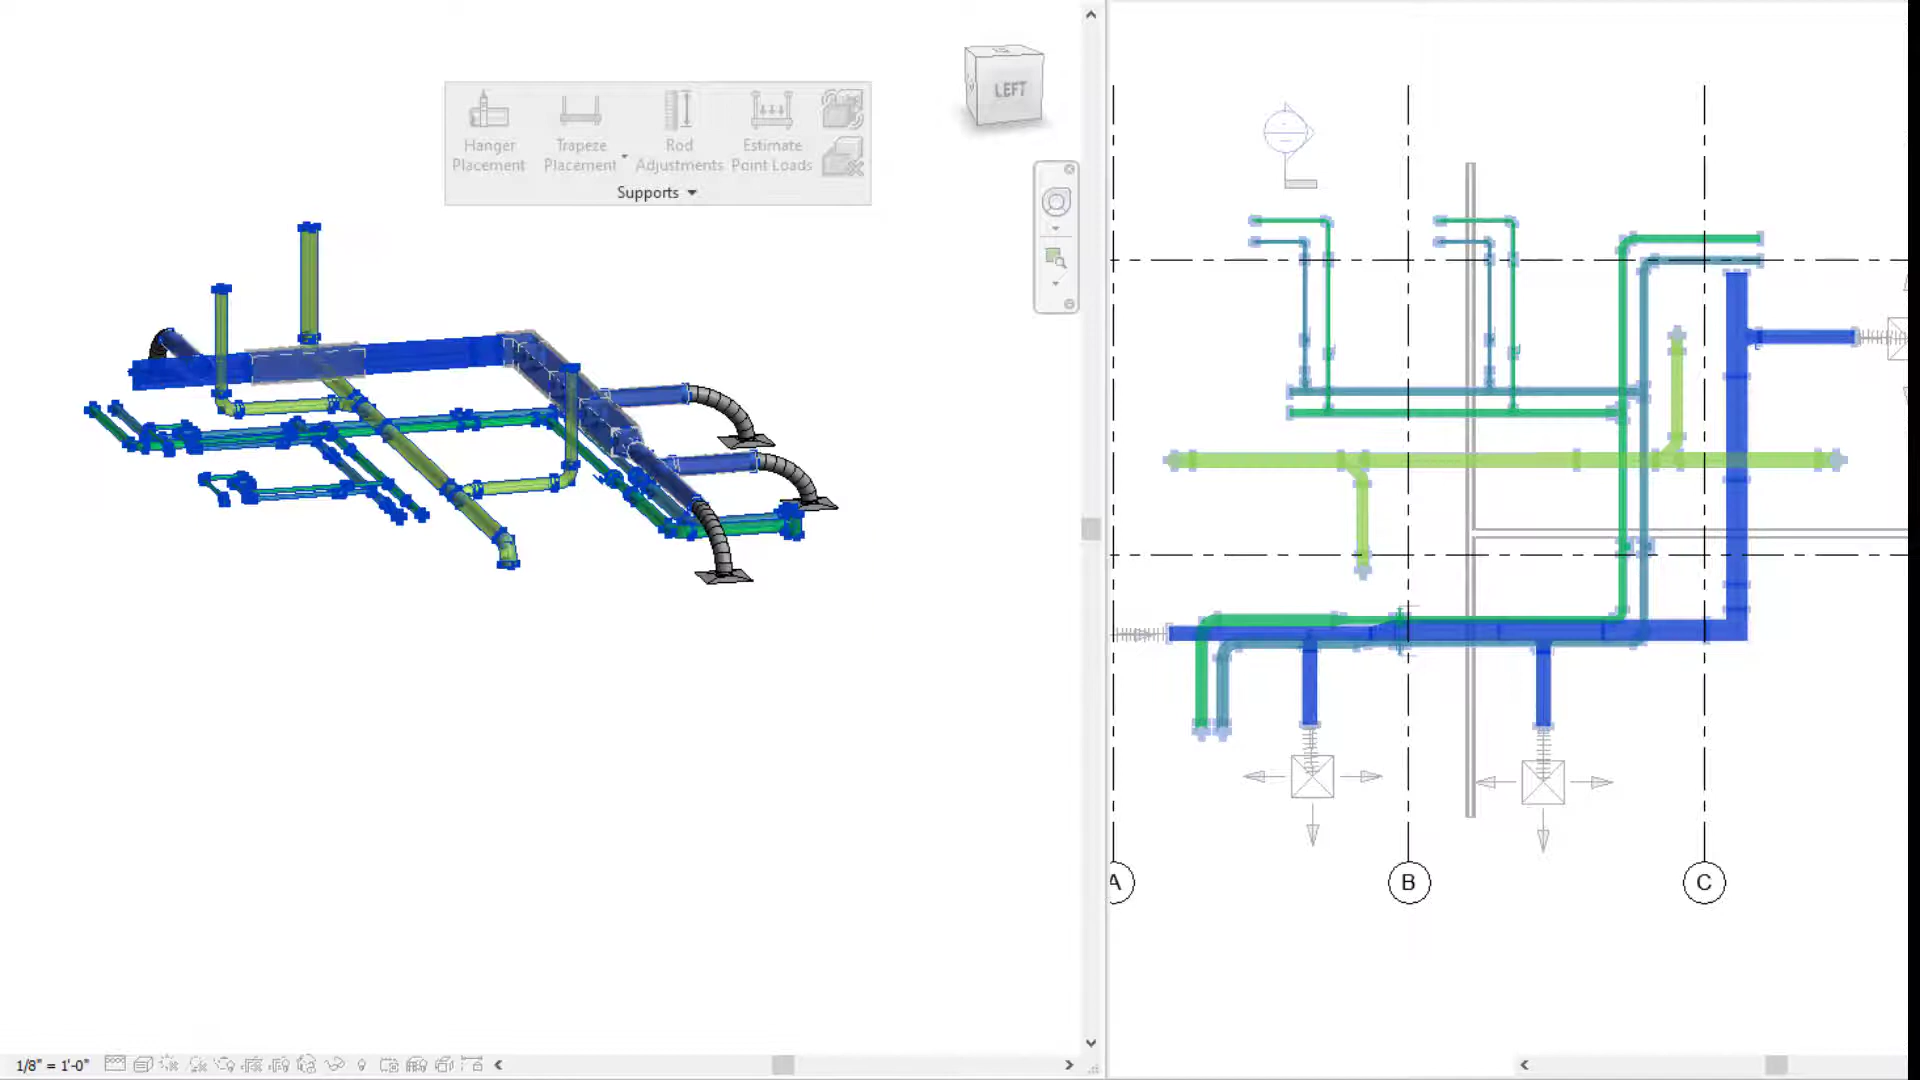 LEFT
Hanger Placement
Trapeze Placement
Rod Adjustments
Estimate Point Loads
Supports
A
B
C
1/8" = 1'-0"